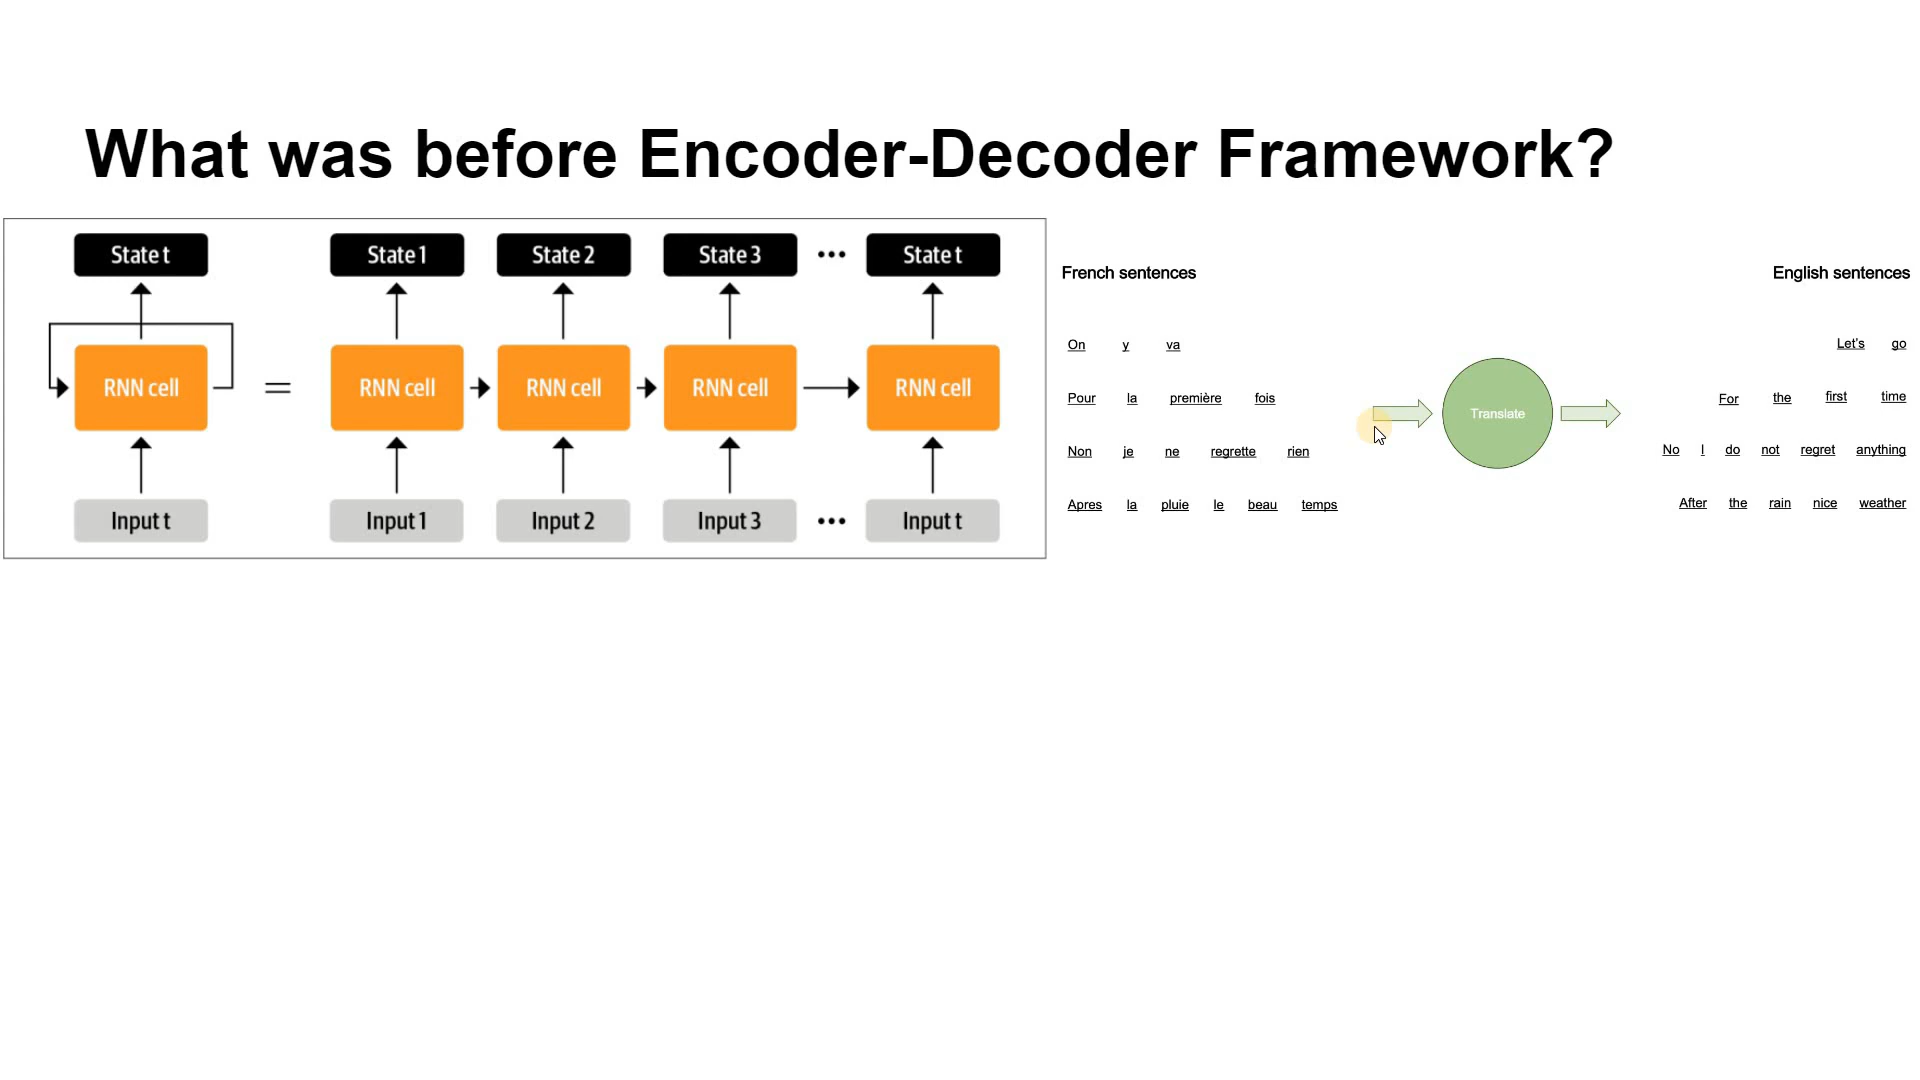 What was before Encoder-Decoder Framework?
State t State 1 State 2 State 3 ••• State t
RNN cell = RNN cell RNN cell RNN cell RNN cell
Input t Input 1 Input 2 Input 3 ••• Input t
French sentences
On y va
Pour la première fois
Non je ne regrette rien
Apres la pluie le beau temps
Translate
English sentences
Let's go
For the first time
No I do not regret anything
After the rain nice weather